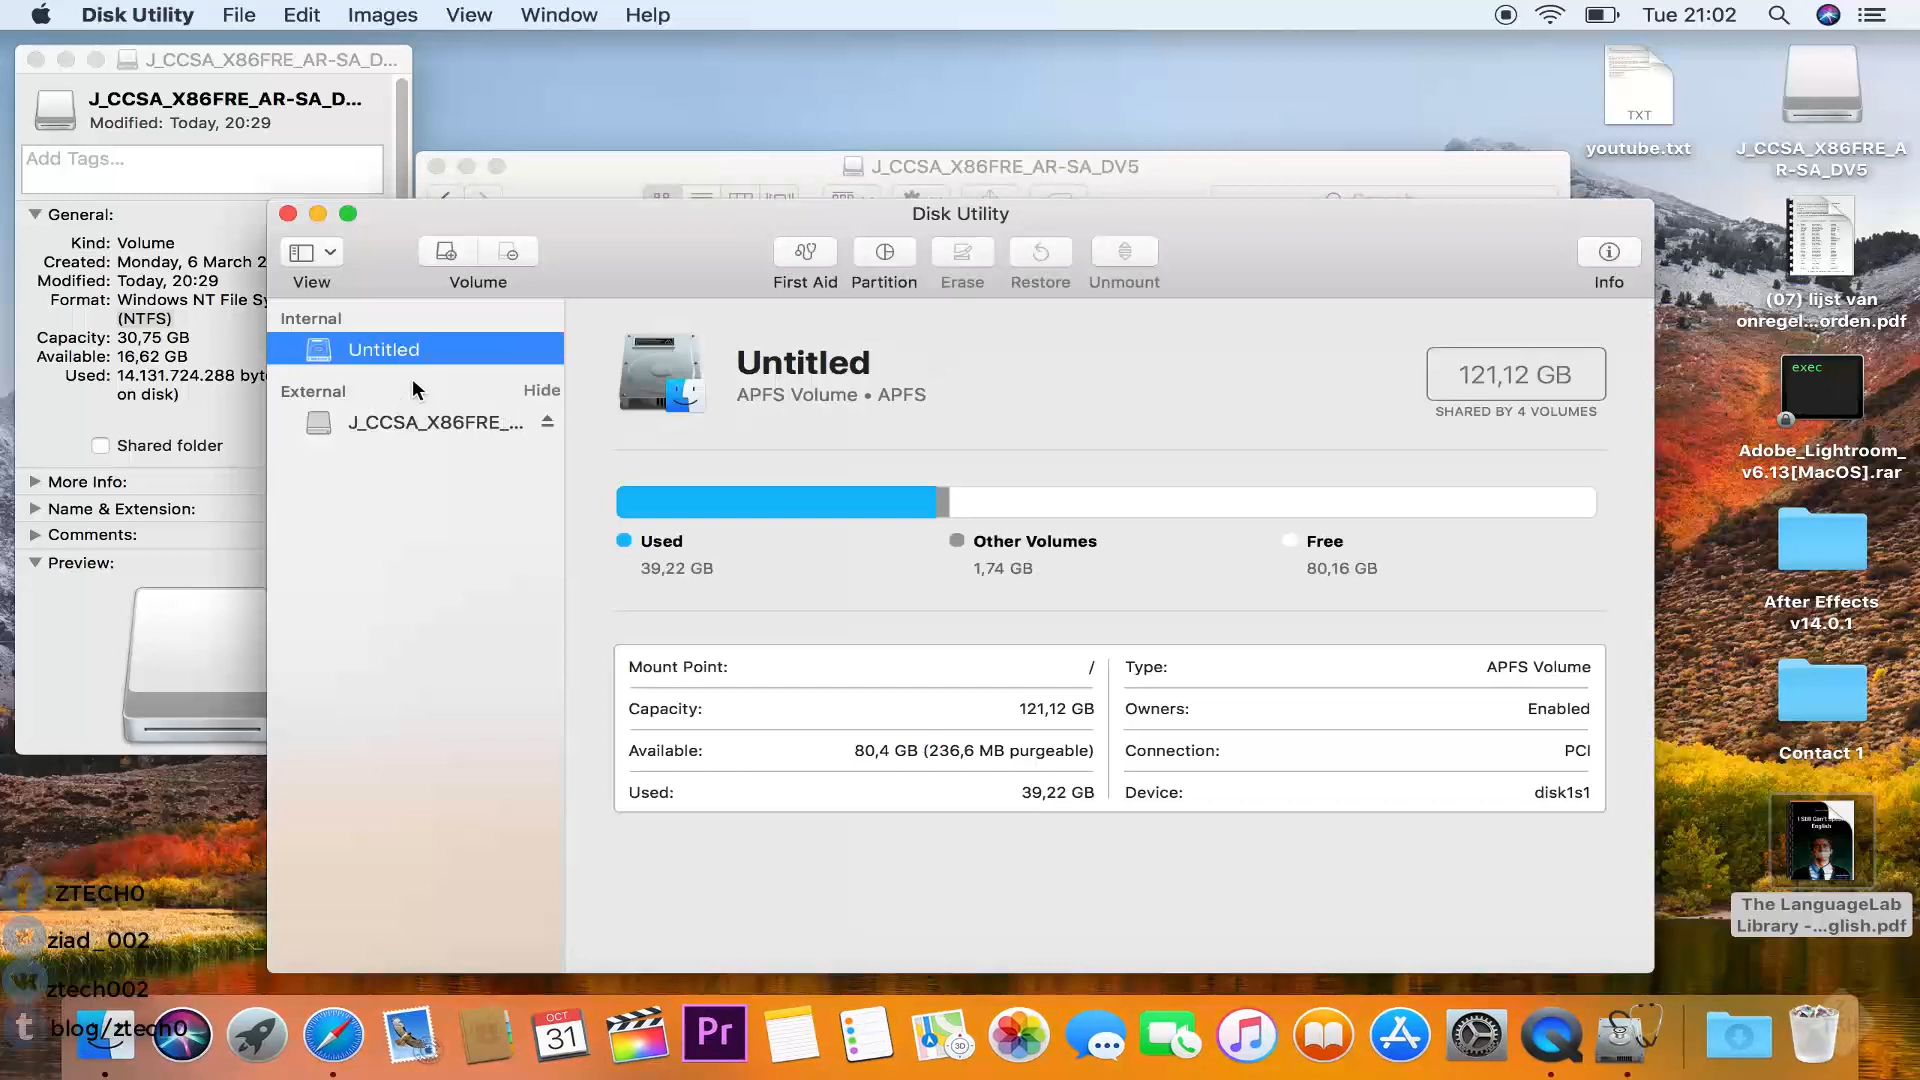 Disk Utility File Edit Images View Window Help
Tue 21:02
J_CCSA_X86FRE_AR-SA_D...
J_CCSA_X86FRE_AR-SA_D...
Modified: Today, 20:29
Add Tags...
General:
Kind: Volume
Created: Monday, 6 March 2
Modified: Today, 20:29
Format: Windows NT File Sy
(NTFS)
Capacity: 30,75 GB
Available: 16,62 GB
Used: 14.131.724.288 byt
on disk)
Shared folder
More Info:
Name & Extension:
Comments:
Preview:
J_CCSA_X86FRE_AR-SA_DV5
Disk Utility
View
Volume
First Aid
Partition
Erase
Restore
Unmount
Info
Internal
Untitled
External
Hide
J_CCSA_X86FRE_...
Untitled
APFS Volume • APFS
121,12 GB
SHARED BY 4 VOLUMES
Used
39,22 GB
Other Volumes
1,74 GB
Free
80,16 GB
Mount Point: /
Capacity: 121,12 GB
Available: 80,4 GB (236,6 MB purgeable)
Used: 39,22 GB
Type: APFS Volume
Owners: Enabled
Connection: PCI
Device: disk1s1
TXT
youtube.txt
J_CCSA_X86FRE_A
R-SA_DV5
(07) lijst van
onregel...orden.pdf
exec
Adobe_Lightroom_
v6.13[MacOS].rar
After Effects
v14.0.1
Contact 1
The LanguageLab
Library -...glish.pdf
ZTECH0
ziad_002
ztech002
blog/ztech0
OCT
31
Pr
3D